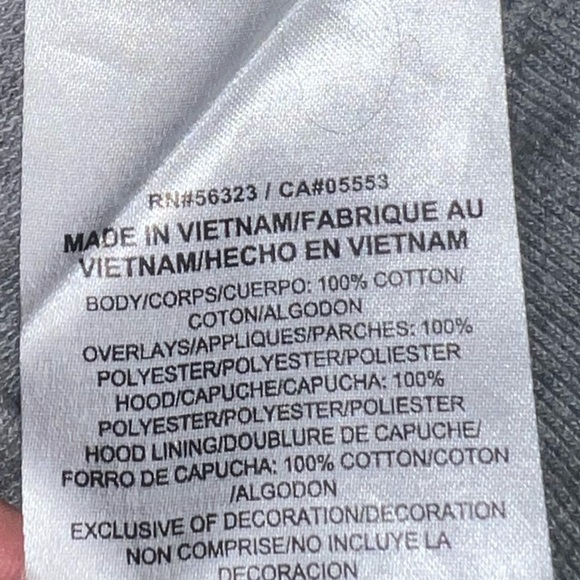 RN#56323 / CA#05553
MADE IN VIETNAM/FABRIQUE AU
VIETNAM/HECHO EN VIETNAM
BODY/CORPS/CUERPO: 100% COTTON/
COTON/ALGODON
OVERLAYS/APPLIQUES/PARCHES: 100%
POLYESTER/POLYESTER/POLIESTER
HOOD/CAPUCHE/CAPUCHA: 100%
POLYESTER/POLYESTER/POLIESTER
HOOD LINING/DOUBLURE DE CAPUCHE/
FORRO DE CAPUCHA: 100% COTTON/COTON
/ALGODON
EXCLUSIVE OF DECORATION/DECORATION
NON COMPRISE/NO INCLUYE LA
DECORACION